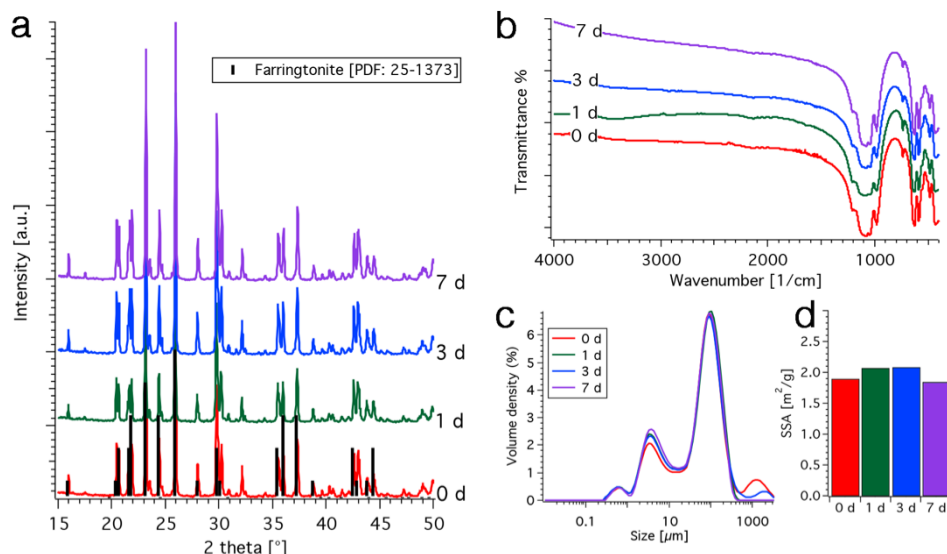 a
Farringtonite [PDF: 25-1373]
Intensity [a.u.]
7 d
3 d
1 d
0 d
15 20 25 30 35 40 45 50
2 theta [°]
b
7 d
3 d
1 d
0 d
Transmittance %
4000 3000 2000 1000
Wavenumber [1/cm]
c
0 d
1 d
3 d
7 d
Volume density (%)
6
5
4
3
2
1
0
0.1 10 1000
Size [µm]
d
SSA [m²/g]
2.5
2.0
1.5
1.0
0.5
0.0
0 d 1 d 3 d 7 d